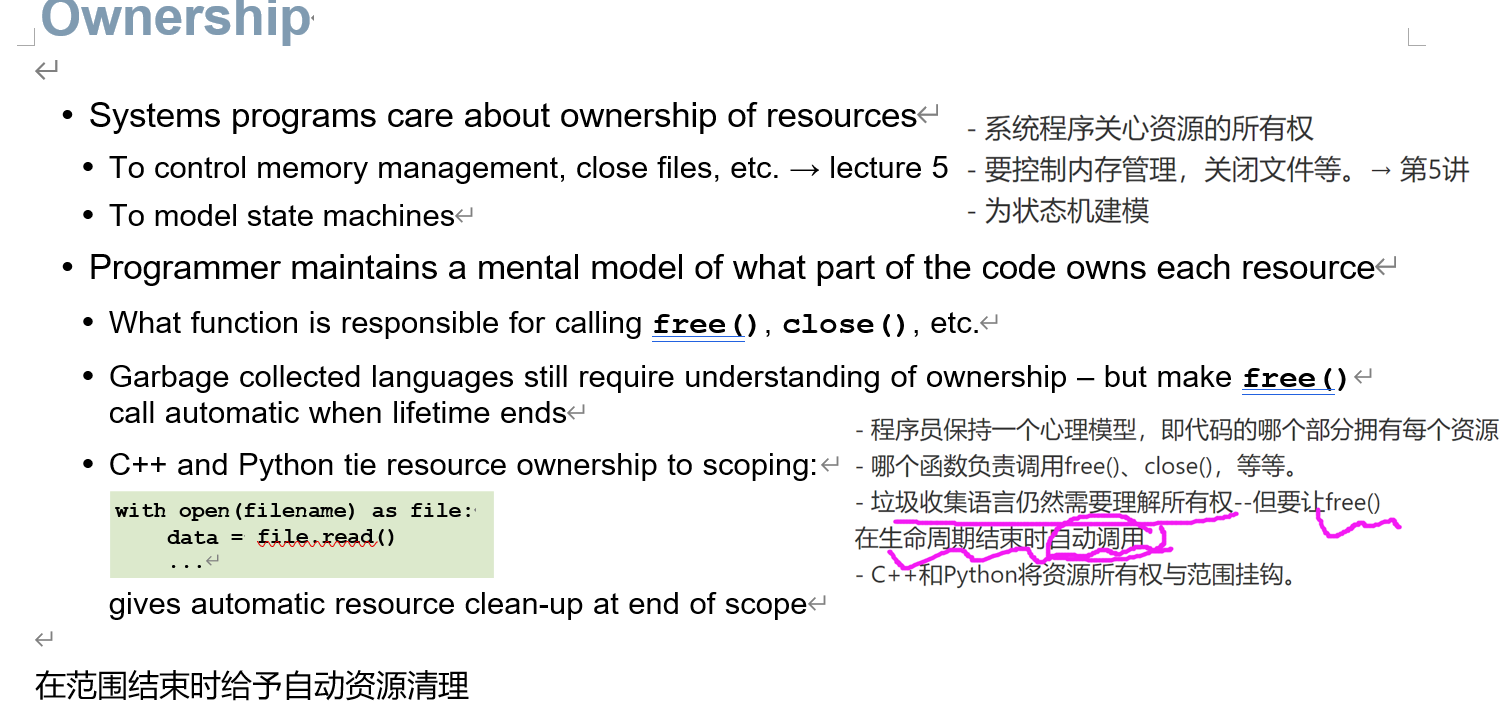 Ownership
• Systems programs care about ownership of resources
- 系统程序关心资源的所有权
• To control memory management, close files, etc. → lecture 5
- 要控制内存管理，关闭文件等。→ 第5讲
• To model state machines
- 为状态机建模
• Programmer maintains a mental model of what part of the code owns each resource
• What function is responsible for calling free(), close(), etc.
• Garbage collected languages still require understanding of ownership – but make free()
call automatic when lifetime ends
- 程序员保持一个心理模型，即代码的哪个部分拥有每个资源
• C++ and Python tie resource ownership to scoping:
- 哪个函数负责调用free()、close()，等等。
- 垃圾收集语言仍然需要理解所有权--但要让free()
在生命周期结束时自动调用
- C++和Python将资源所有权与范围挂钩。
with open(filename) as file:
data = file.read()
...
gives automatic resource clean-up at end of scope
在范围结束时给予自动资源清理